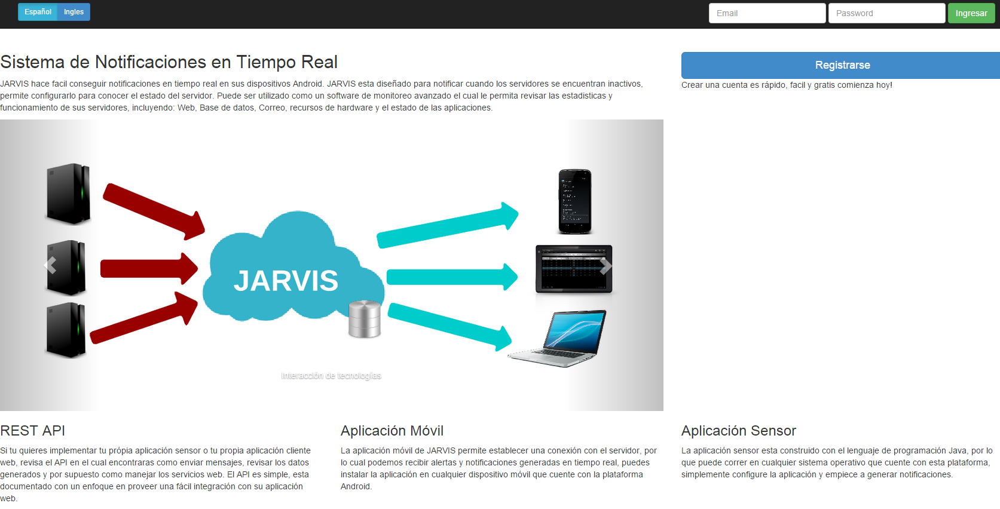 Español Ingles
Email Password Ingresar
Sistema de Notificaciones en Tiempo Real
JARVIS hace facil conseguir notificaciones en tiempo real en sus dispositivos Android. JARVIS esta diseñado para notificar cuando los servidores se encuentran inactivos,
permite configurarlo para conocer el estado del servidor. Puede ser utilizado como un software de monitoreo avanzado el cual le permita revisar las estadisticas y
funcionamiento de sus servidores, incluyendo: Web, Base de datos, Correo, recursos de hardware y el estado de las aplicaciones.
Registrarse
Crear una cuenta es rápido, facil y gratis comienza hoy!
JARVIS
Interacción de tecnologías
REST API
Si tu quieres implementar tu própia aplicación sensor o tu propia aplicación cliente
web, revisa el API en el cual encontraras como enviar mensajes, revisar los datos
generados y por supuesto como manejar los servicios web. El API es simple, esta
documentado con un enfoque en proveer una fácil integración con su aplicación
web.
Aplicación Móvil
La aplicación móvil de JARVIS permite establecer una conexión con el servidor, por
lo cual podemos recibir alertas y notificaciones generadas en tiempo real, puedes
instalar la aplicación en cualquier dispositivo móvil que cuente con la plataforma
Android.
Aplicación Sensor
La aplicación sensor esta construido con el lenguaje de programación Java, por lo
que puede correr en cualquier sistema operativo que cuente con esta plataforma,
simplemente configure la aplicación y empiece a generar notificaciones.